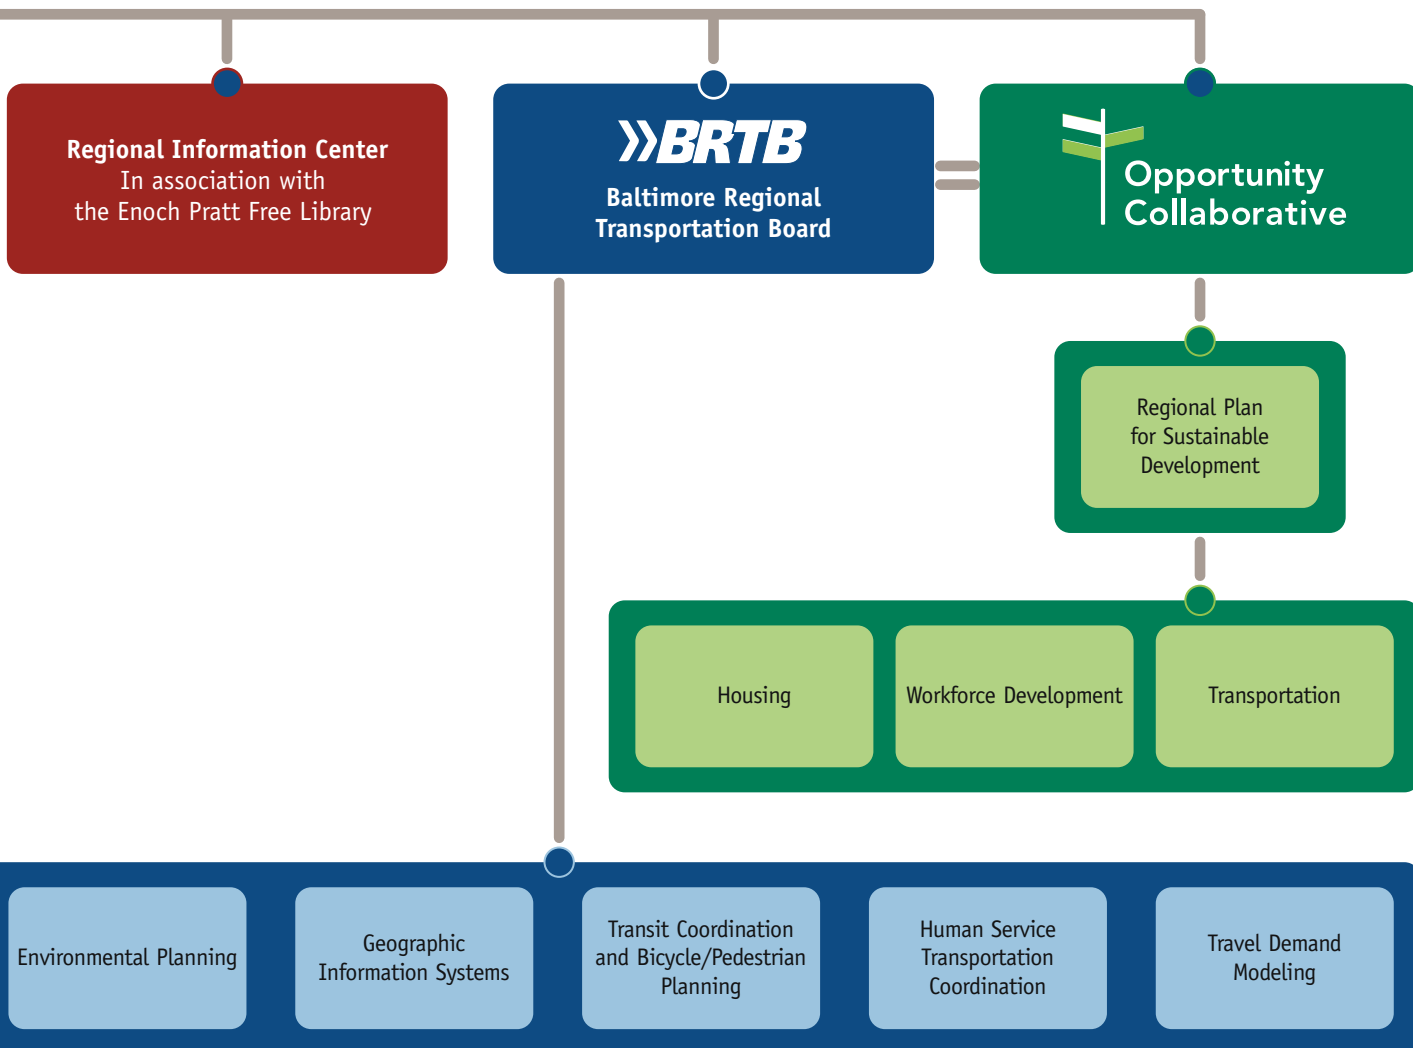 Regional Information Center
In association with
the Enoch Pratt Free Library
BRTB
Baltimore Regional
Transportation Board
Opportunity
Collaborative
Regional Plan
for Sustainable
Development
Housing
Workforce Development
Transportation
Environmental Planning
Geographic
Information Systems
Transit Coordination
and Bicycle/Pedestrian
Planning
Human Service
Transportation
Coordination
Travel Demand
Modeling